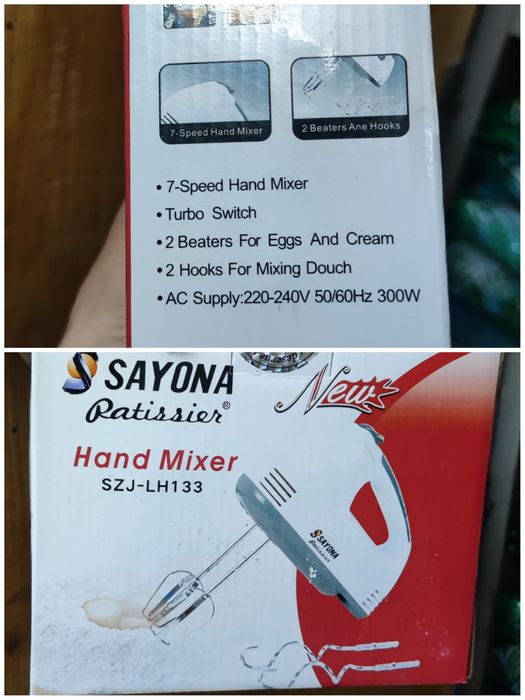 7-Speed Hand Mixer
2 Beaters Ane Hooks
• 7-Speed Hand Mixer
• Turbo Switch
• 2 Beaters For Eggs And Cream
• 2 Hooks For Mixing Douch
• AC Supply:220-240V 50/60Hz 300W
SAYONA
Patissier®
New
Hand Mixer
SZJ-LH133
SAYONA
Patissier